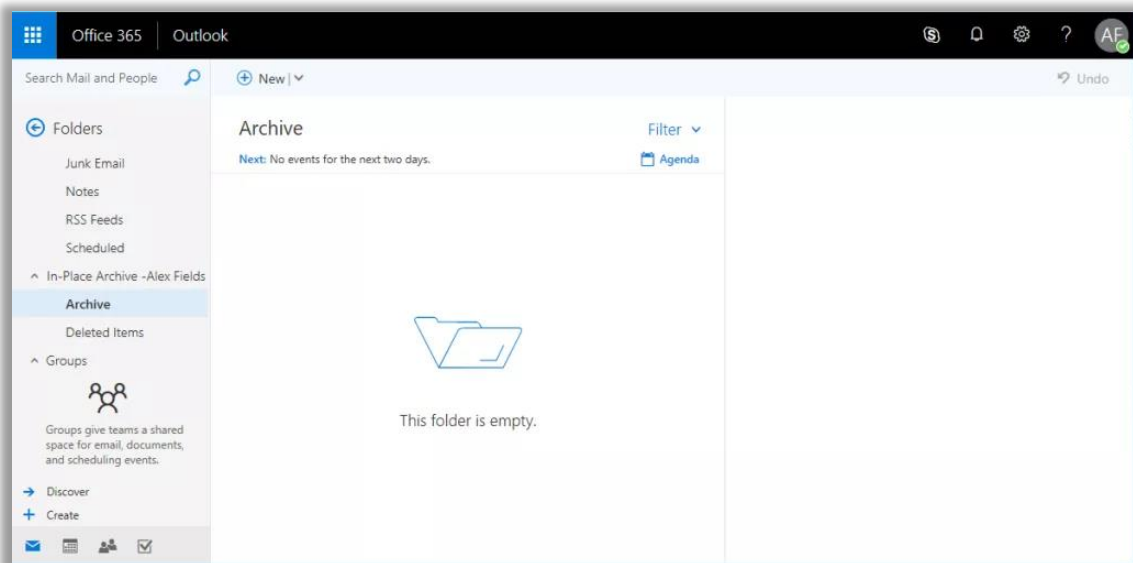 Office 365
Outlook
AF
Search Mail and People
New
Undo
Folders
Junk Email
Notes
RSS Feeds
Scheduled
In-Place Archive -Alex Fields
Archive
Deleted Items
Groups
Groups give teams a shared
space for email, documents,
and scheduling events.
Discover
Create
Archive
Filter
Next: No events for the next two days.
Agenda
This folder is empty.